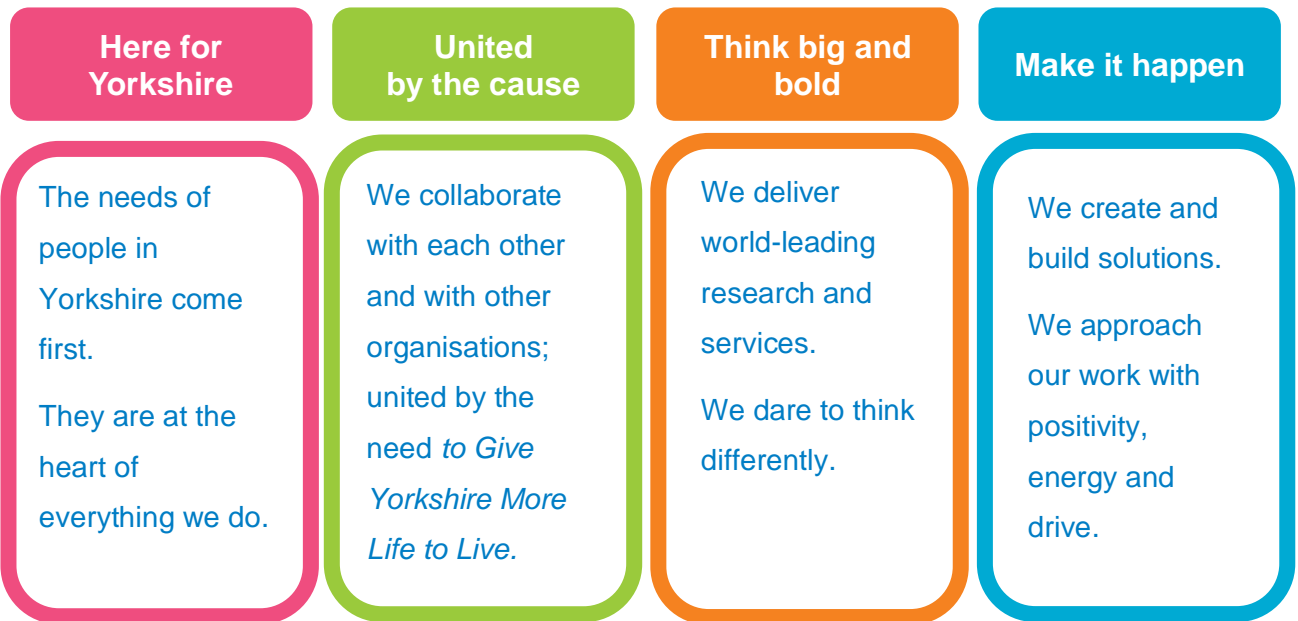 Here for
Yorkshire
United
by the cause
Think big and
bold
Make it happen
The needs of
people in
Yorkshire come
first.
They are at the
heart of
everything we do.
We collaborate
with each other
and with other
organisations;
united by the
need to Give
Yorkshire More
Life to Live.
We deliver
world-leading
research and
services.
We dare to think
differently.
We create and
build solutions.
We approach
our work with
positivity,
energy and
drive.